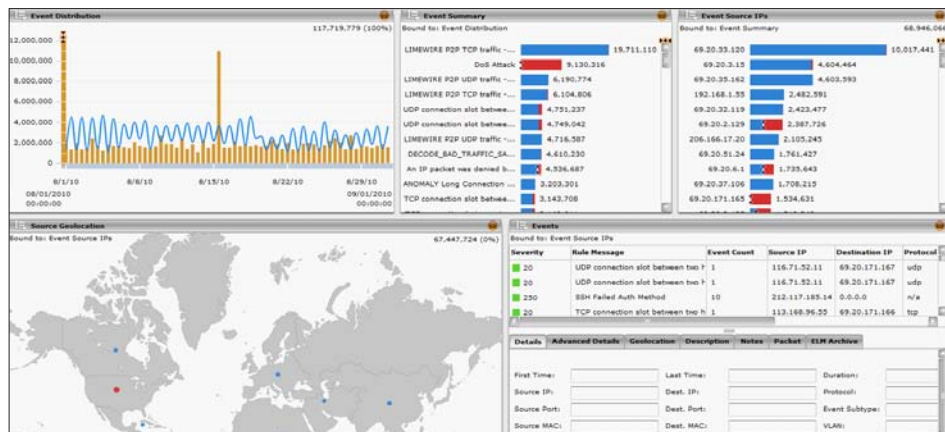 Event Distribution
117,719,779 (100%)
12,000,000
10,000,000
8,000,000
6,000,000
4,000,000
2,000,000
0
8/1/10 8/8/10 8/15/10 8/22/10 8/29/10
08/01/2010 09/01/2010
00:00:00 00:00:00
Event Summary
Bound to: Event Distribution
LIMEWIRE P2P TCP traffic -... 19,711,110
DoS Attack 9,130,316
LIMEWIRE P2P UDP traffic -... 6,190,774
LIMEWIRE P2P TCP traffic -... 6,104,806
UDP connection slot betwee... 4,751,237
UDP connection slot betwee... 4,749,042
LIMEWIRE P2P UDP traffic -... 4,716,587
DECODE_BAD_TRAFFIC_SA... 4,610,230
An IP packet was denied b... 4,536,687
ANOMALY Long Connection ... 3,203,301
TCP connection slot betwee... 3,143,708
Event Source IPs
Bound to: Event Summary 68,946,066
69.20.33.120 10,017,441
69.20.3.15 4,604,464
69.20.35.162 4,603,593
192.168.1.55 2,482,591
69.20.32.119 2,423,477
69.20.2.129 2,387,726
206.166.17.20 2,105,245
69.20.51.24 1,761,427
69.20.6.1 1,735,643
69.20.37.106 1,708,215
69.20.171.165 1,534,631
Source Geolocation
Bound to: Event Source IPs 67,447,724 (0%)
Events
Bound to: Event Source IPs
Severity Rule Message Event Count Source IP Destination IP Protocol
20 UDP connection slot between two h 1 116.71.52.11 69.20.171.167 udp
20 UDP connection slot between two h 1 116.71.52.11 69.20.171.167 udp
250 SSH Failed Auth Method 10 212.117.185.14 0.0.0.0 n/a
20 TCP connection slot between two h 1 113.168.96.55 69.20.171.166 tcp
Details Advanced Details Geolocation Description Notes Packet ELM Archive
First Time: Last Time: Duration:
Source IP: Dest. IP: Protocol:
Source Port: Dest. Port: Event Subtype:
Source MAC: Dest. MAC: VLAN: